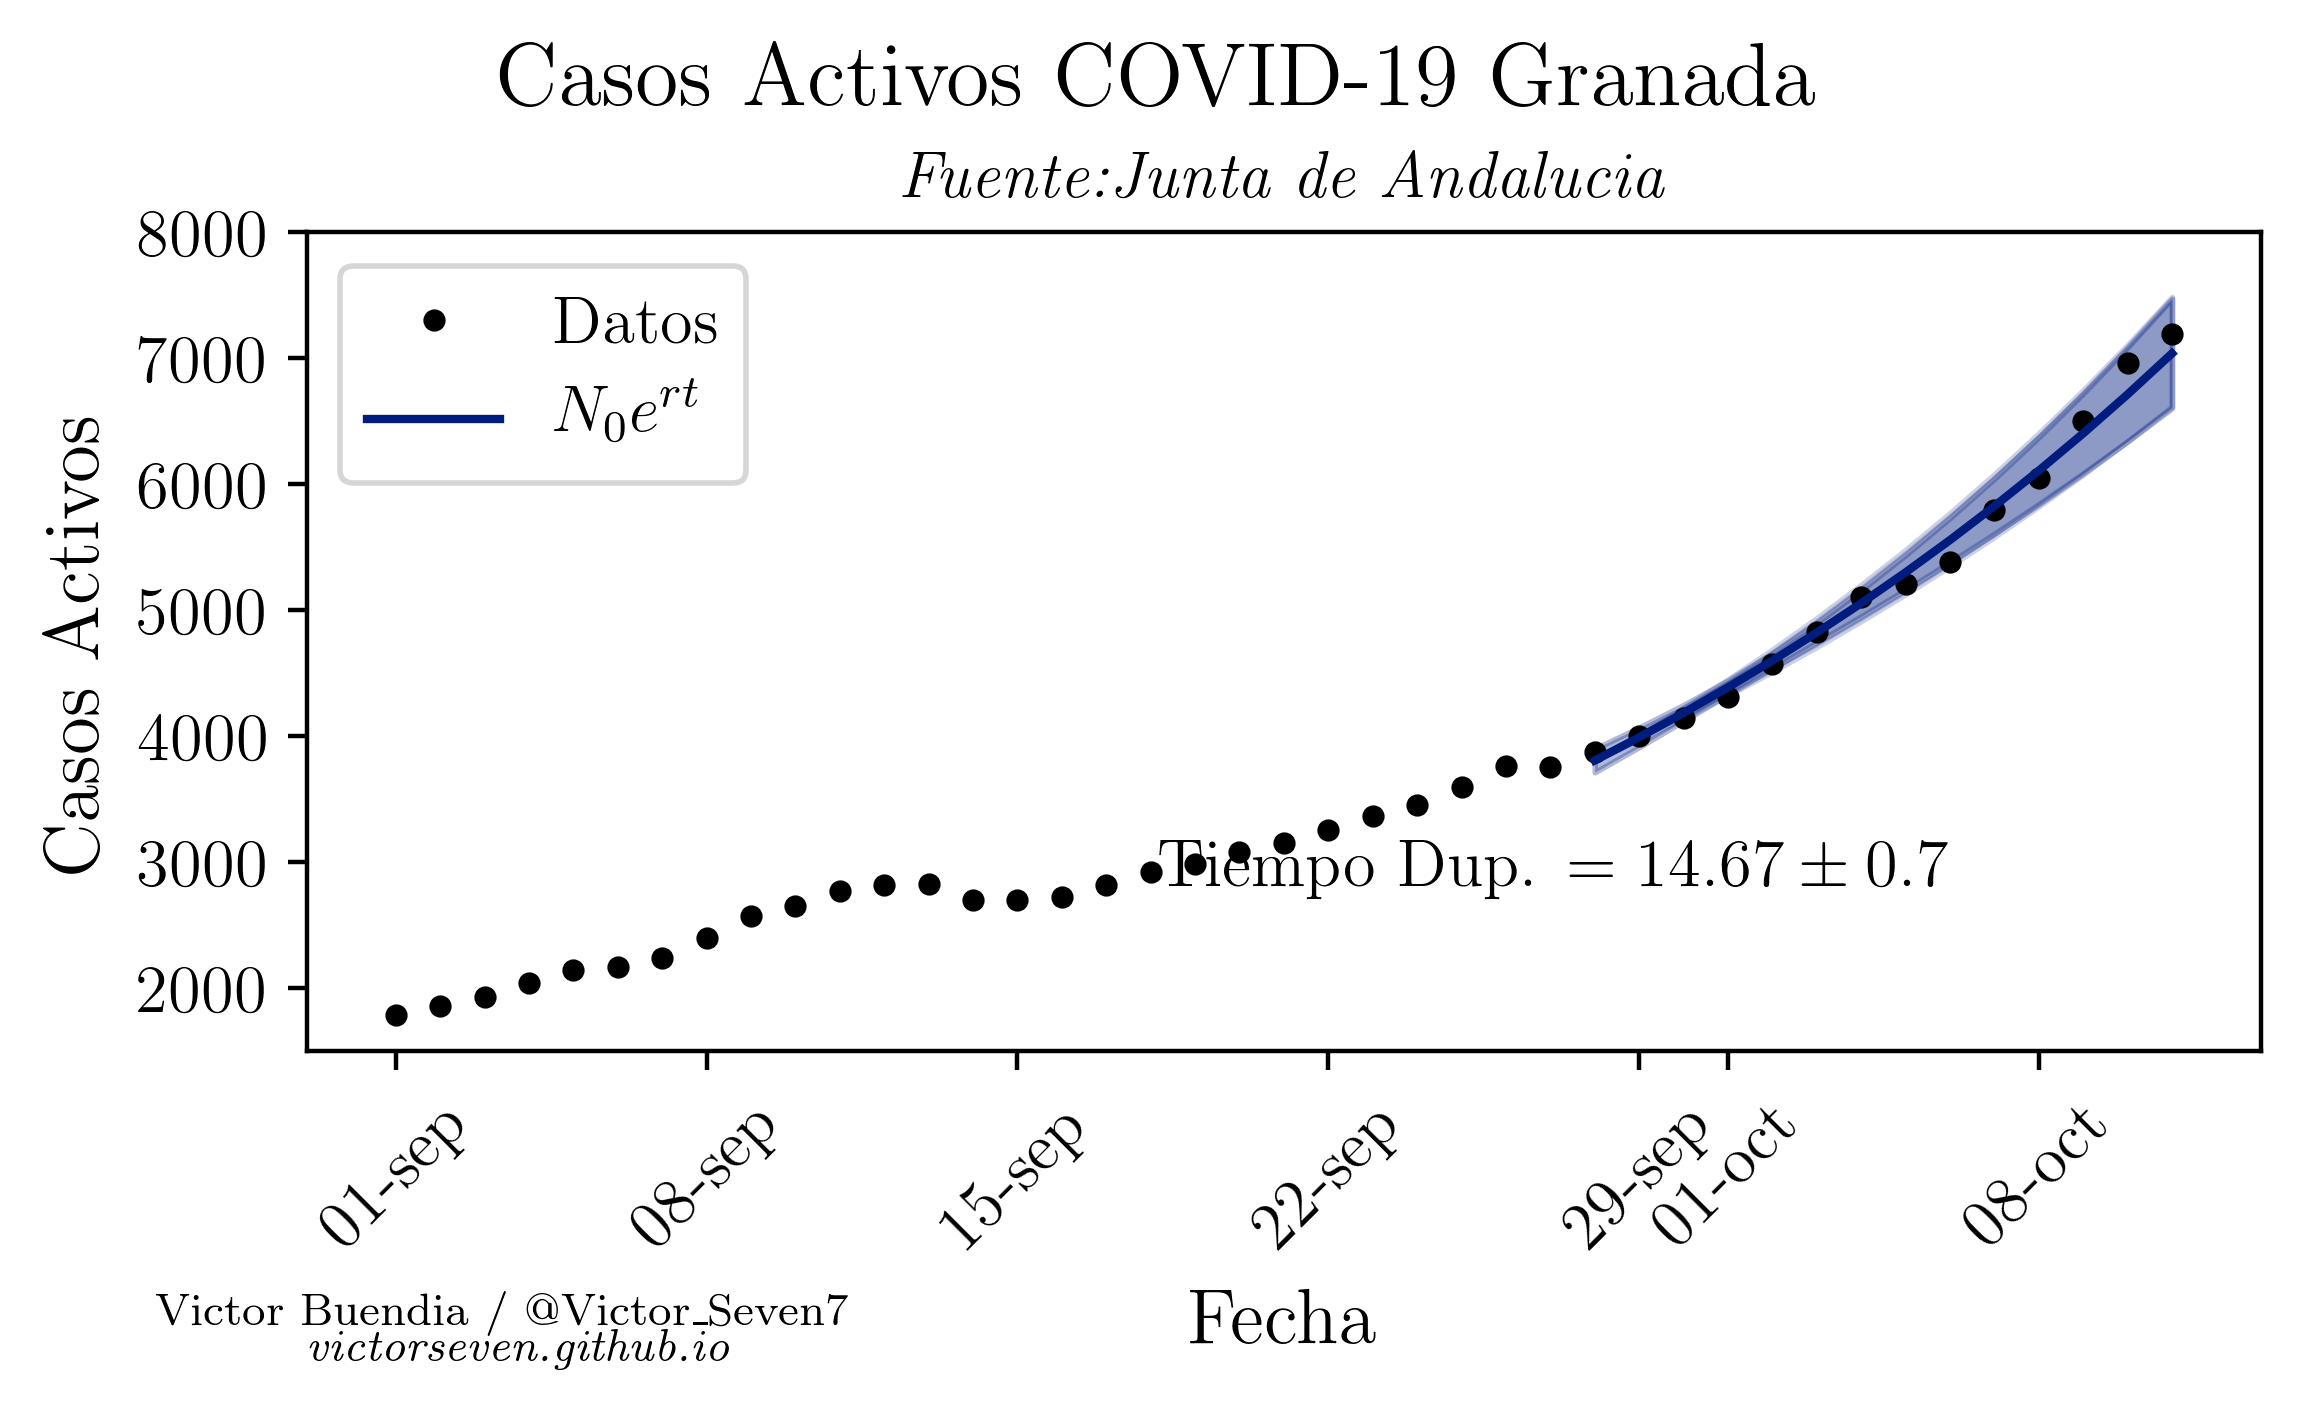 Casos Activos COVID-19 Granada
Fuente:Junta de Andalucia
8000
7000
6000
5000
4000
3000
2000
Casos Activos
Datos
N₀eʳᵗ
Tiempo Dup. = 14.67 ± 0.7
01-sep
08-sep
15-sep
22-sep
29-sep
01-oct
08-oct
Fecha
Victor Buendia / @Victor_Seven7
victorseven.github.io